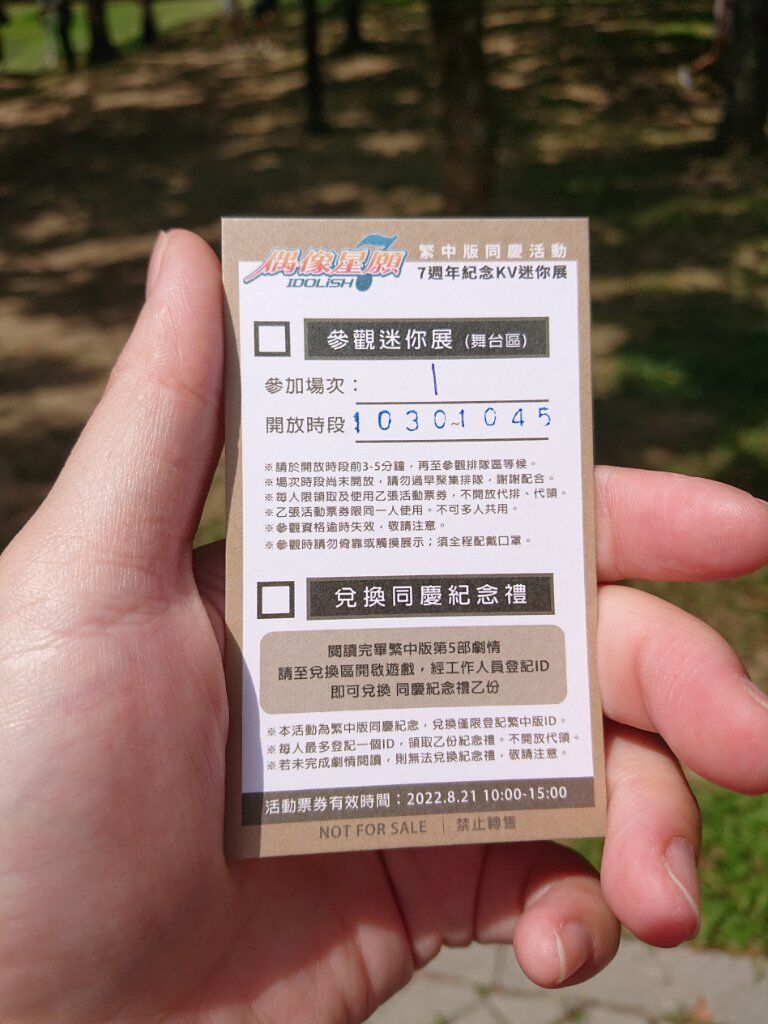 偶像星願
IDOLiSH7
繁中版同慶活動
7週年紀念KV迷你展
參觀迷你展 (舞台區)
參加場次： 1
開放時段：1030~1045
※請於開放時段前3-5分鐘，再至參觀排隊區等候。
※場次時段尚未開放，請勿過早聚集排隊，謝謝配合。
※每人限領取及使用乙張活動票券，不開放代排、代領。
※乙張活動票券限同一人使用。不可多人共用。
※參觀資格逾時失效，敬請注意。
※參觀時請勿倚靠或觸摸展示；須全程配戴口罩。
兌換同慶紀念禮
閱讀完畢繁中版第5部劇情
請至兌換區開啟遊戲，經工作人員登記ID
即可兌換 同慶紀念禮乙份
※本活動為繁中版同慶紀念，兌換僅限登記繁中版ID。
※每人最多登記一個ID，領取乙份紀念禮。不開放代領。
※若未完成劇情閱讀，則無法兌換紀念禮，敬請注意。
活動票券有效時間：2022.8.21 10:00-15:00
NOT FOR SALE｜禁止轉售